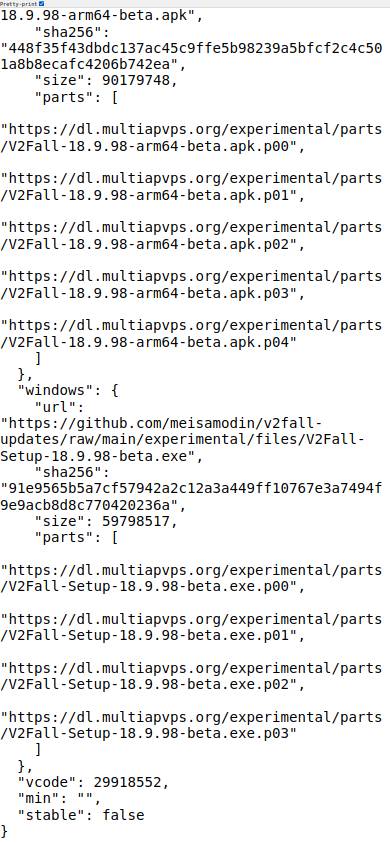 Pretty-print
18.9.98-arm64-beta.apk",
"sha256":
"448f35f43dbdc137ac45c9ffe5b98239a5bfcf2c4c50
1a8b8ecafc4206b742ea",
"size": 90179748,
"parts": [
"https://dl.multiapvps.org/experimental/parts
/V2Fall-18.9.98-arm64-beta.apk.p00",
"https://dl.multiapvps.org/experimental/parts
/V2Fall-18.9.98-arm64-beta.apk.p01",
"https://dl.multiapvps.org/experimental/parts
/V2Fall-18.9.98-arm64-beta.apk.p02",
"https://dl.multiapvps.org/experimental/parts
/V2Fall-18.9.98-arm64-beta.apk.p03",
"https://dl.multiapvps.org/experimental/parts
/V2Fall-18.9.98-arm64-beta.apk.p04"
]
},
"windows": {
"url":
"https://github.com/meisamodin/v2fall-
updates/raw/main/experimental/files/V2Fall-
Setup-18.9.98-beta.exe",
"sha256":
"91e9565b5a7cf57942a2c12a3a449ff10767e3a7494f
9e9acb8d8c770420236a",
"size": 59798517,
"parts": [
"https://dl.multiapvps.org/experimental/parts
/V2Fall-Setup-18.9.98-beta.exe.p00",
"https://dl.multiapvps.org/experimental/parts
/V2Fall-Setup-18.9.98-beta.exe.p01",
"https://dl.multiapvps.org/experimental/parts
/V2Fall-Setup-18.9.98-beta.exe.p02",
"https://dl.multiapvps.org/experimental/parts
/V2Fall-Setup-18.9.98-beta.exe.p03"
]
},
"vcode": 29918552,
"min": "",
"stable": false
}